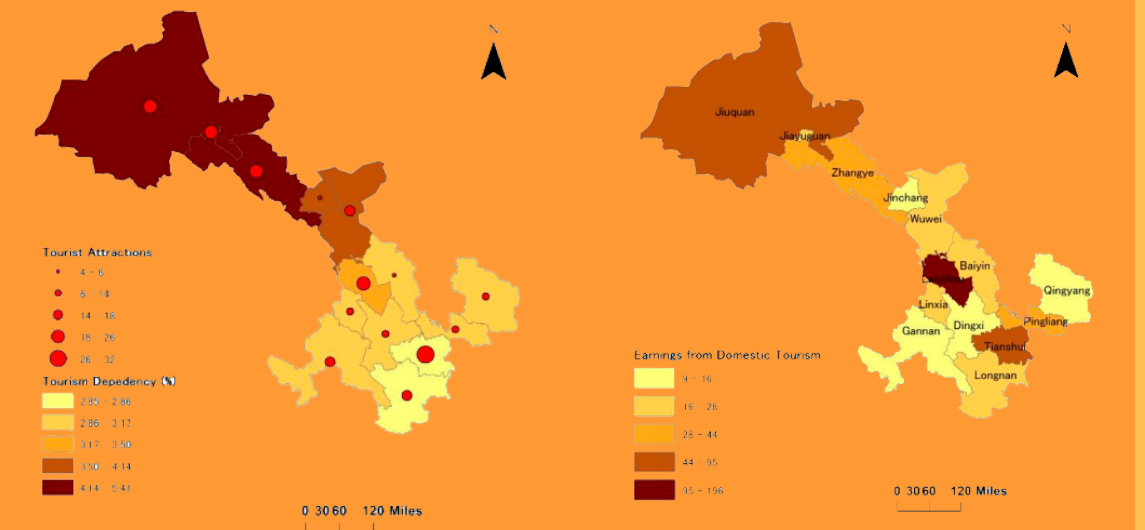 N
Tourist Attractions
4 - 6
6 - 14
14 - 18
18 - 26
26 - 32
Tourism Depedency (%)
2.85 - 2.86
2.86 - 3.17
3.17 - 3.50
3.50 - 4.14
4.14 - 5.41
0 30 60 120 Miles
N
Jiuquan
Jiayuguan
Zhangye
Jinchang
Wuwei
Baiyin
Linxia
Qingyang
Gannan
Dingxi
Pingliang
Tianshui
Longnan
Earnings from Domestic Tourism
9 - 16
16 - 28
28 - 44
44 - 95
95 - 196
0 30 60 120 Miles